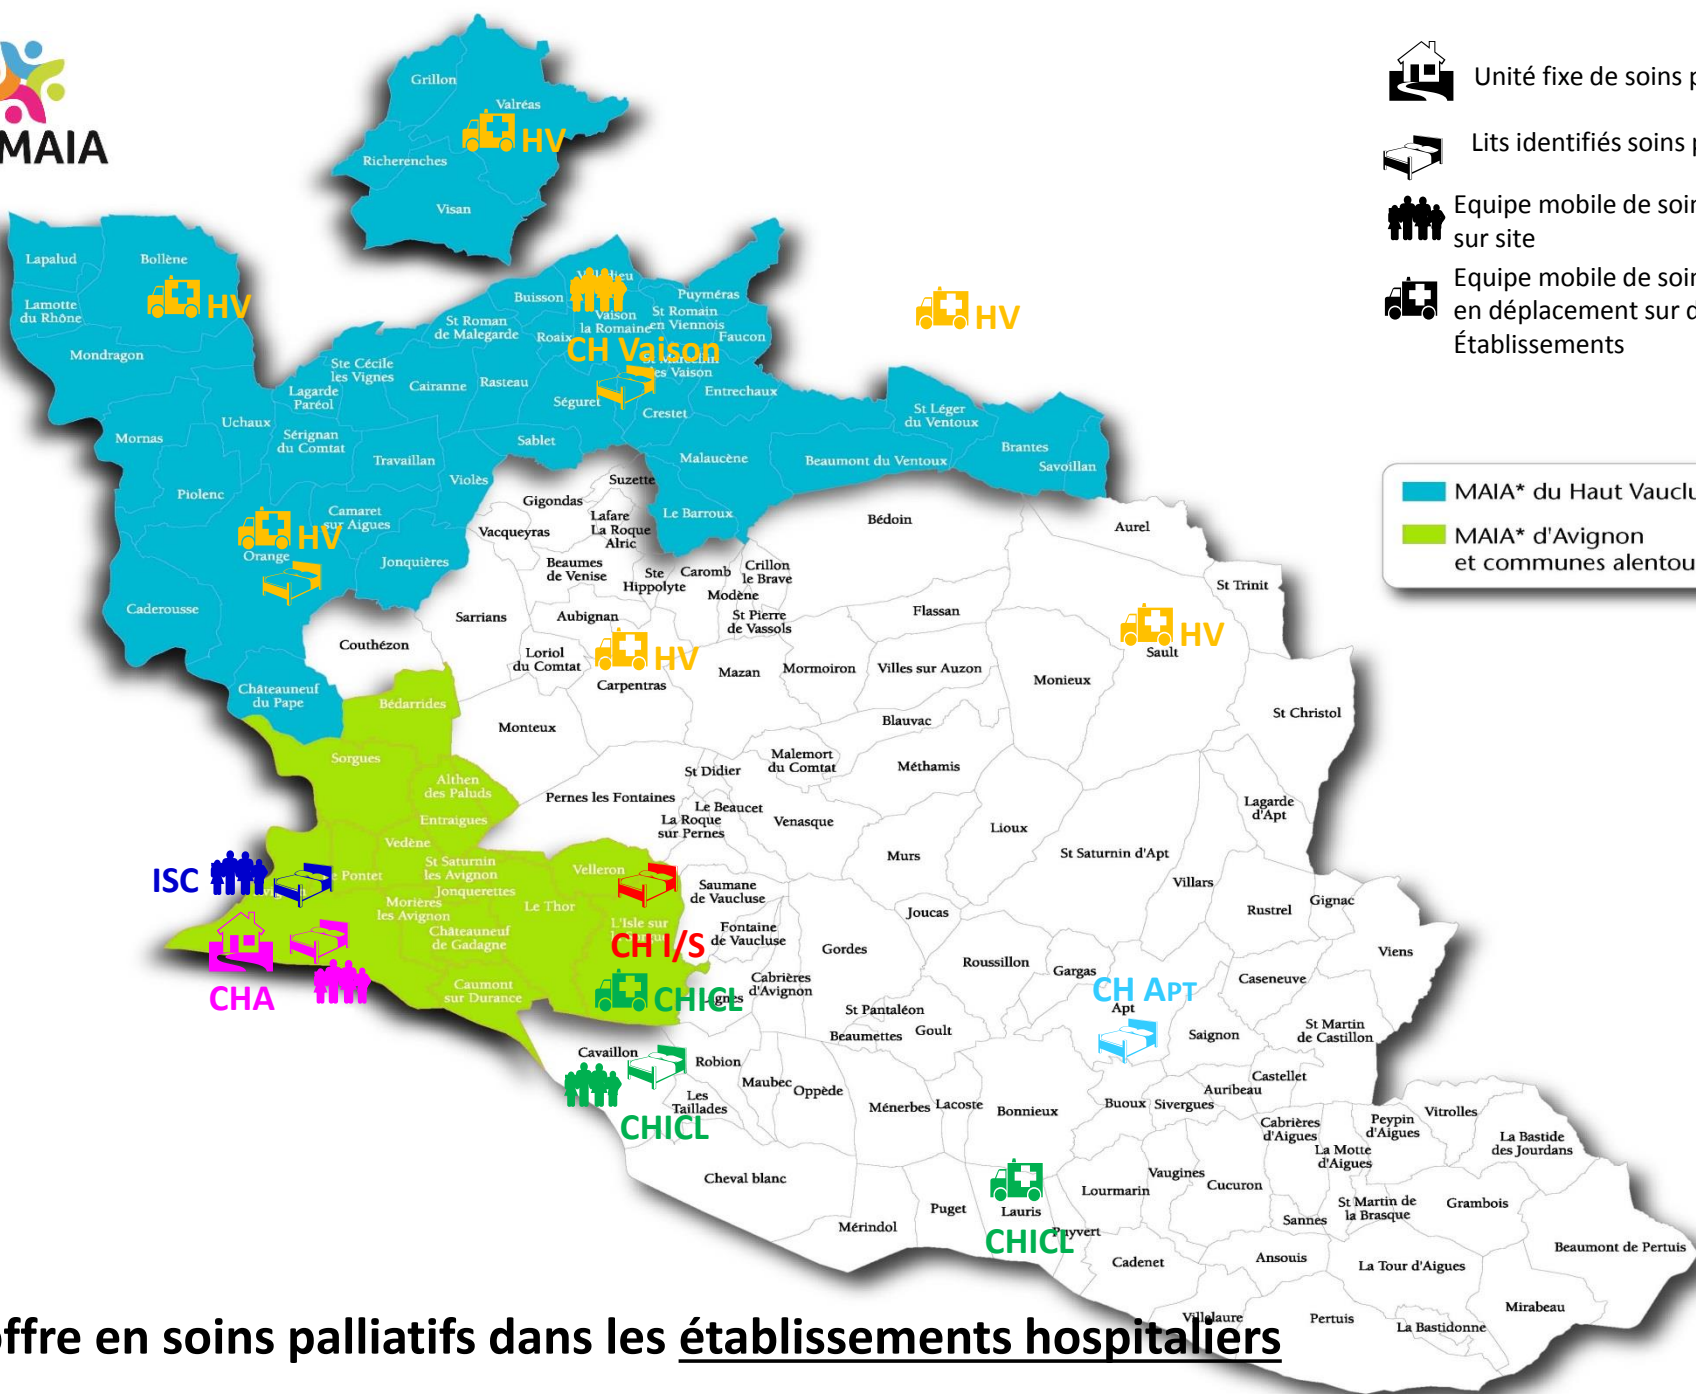 MAIA
Grillon
Valréas
HV
Richerenches
Visan
Unité fixe de soins
Lits identifiés soins
Equipe mobile de
sur site
Equipe mobile de
en déplacement sur
Établissements
MAIA* du Haut
MAIA* d'Avignon
et communes
Lapalud
Bollène
HV
Lamotte
du Rhône
Mondragon
Buisson
Puyméras
HV
St Roman
de Malegarde
Roaix
Vaison
la Romaine
St Romain
en Viennois
Faucon
CH Vaison
Ste Cécile
les Vignes
Lagarde
Paréol
Cairanne
Rasteau
Entrechaux
Séguret
Crestet
Uchaux
Mornas
Sérignan
du Comtat
Travaillan
Sablet
Malaucène
St Léger
du Ventoux
Beaumont du Ventoux
Brantes
Savoillan
Piolenc
Violès
Suzette
Gigondas
Camaret
sur Aigues
Vacqueyras
Lafare
La Roque
Alric
Le Barroux
Bédoin
Aurel
HV
Orange
Jonquières
Beaumes
de Venise
Ste
Hippolyte
Caromb
Crillon
le Brave
Modène
St Trinit
Caderousse
Sarrians
Aubignan
St Pierre
de Vassols
Flassan
HV
Sault
Couthézon
Loriol
du Comtat
HV
Carpentras
Mazan
Mormoiron
Villes sur Auzon
Monieux
Châteauneuf
du Pape
Bédarrides
Monteux
Blauvac
St Christol
Sorgues
Althen
des Paluds
St Didier
Malemort
du Comtat
Méthamis
Pernes les Fontaines
Le Beaucet
La Roque
sur Pernes
Venasque
Lioux
Lagarde
d'Apt
Entraigues
Vedène
St Saturnin
les Avignon
Velleron
Murs
St Saturnin d'Apt
ISC
Pontet
Jonquerettes
Morières
les Avignon
Le Thor
Saumane
de Vaucluse
Joucas
Villars
Rustrel
Gignac
Châteauneuf
de Gadagne
L'Isle sur
CH I/S
Fontaine
de Vaucluse
Gordes
Roussillon
Gargas
Viens
Caseneuve
CHA
Caumont
sur Durance
CHICL
Cabrières
d'Avignon
CH APT
Apt
St Pantaléon
Beaumettes
Goult
Saignon
St Martin
de Castillon
Cavaillon
Robion
Maubec
Oppède
Castellet
Auribeau
Les
Taillades
Ménerbes
Lacoste
Bonnieux
Buoux
Sivergues
CHICL
Cabrières
d'Aigues
Peypin
d'Aigues
Vitrolles
La Motte
d'Aigues
La Bastide
des Jourdans
Cheval blanc
Vaugines
Cucuron
Lourmarin
Puget
Lauris
St Martin de
la Brasque
Grambois
Mérindol
Sannes
CHICL
Puyvert
Cadenet
Ansouis
La Tour d'Aigues
Beaumont de Pertuis
Villelaure
Pertuis
La Bastidonne
Mirabeau
offre en soins palliatifs dans les établissements hospitaliers